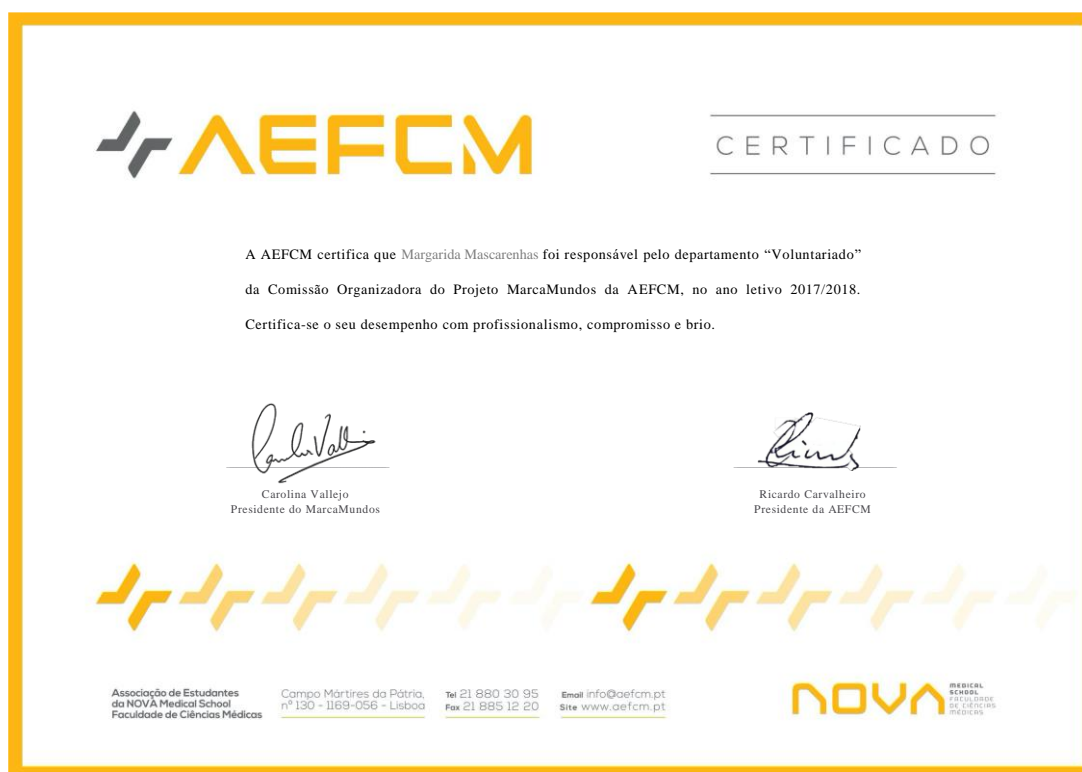 AEFCM
CERTIFICADO
A AEFCM certifica que Margarida Mascarenhas foi responsável pelo departamento “Voluntariado”
da Comissão Organizadora do Projeto MarcaMundos da AEFCM, no ano letivo 2017/2018.
Certifica-se o seu desempenho com profissionalismo, compromisso e brio.
Carolina Vallejo
Presidente do MarcaMundos
Ricardo Carvalheiro
Presidente da AEFCM
Associação de Estudantes
da NOVA Medical School
Faculdade de Ciências Médicas
Campo Mártires da Pátria,
nº 130 - 1169-056 - Lisboa
Tel 21 880 30 95
Fax 21 885 12 20
Email info@aefcm.pt
Site www.aefcm.pt
NOVA
MEDICAL
SCHOOL
FACULDADE
DE CIÊNCIAS
MÉDICAS